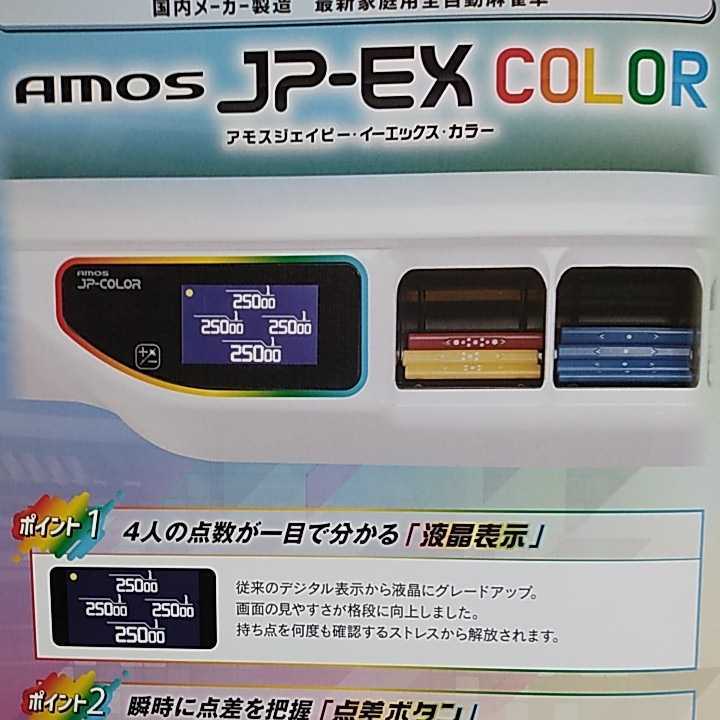 国内メーカー製造 最新家庭用全自動麻雀卓
AMOS JP-EX COLOR
アモスジェイピー・イーエックス・カラー
AMOS
JP-COLOR
25000
25000 25000
25000
ポイント1 4人の点数が一目で分かる「液晶表示」
25000
25000 25000
25000
従来のデジタル表示から液晶にグレードアップ。
画面の見やすさが格段に向上しました。
持ち点を何度も確認するストレスから解放されます。
ポイント2 瞬時に点差を把握「点差ボタン」